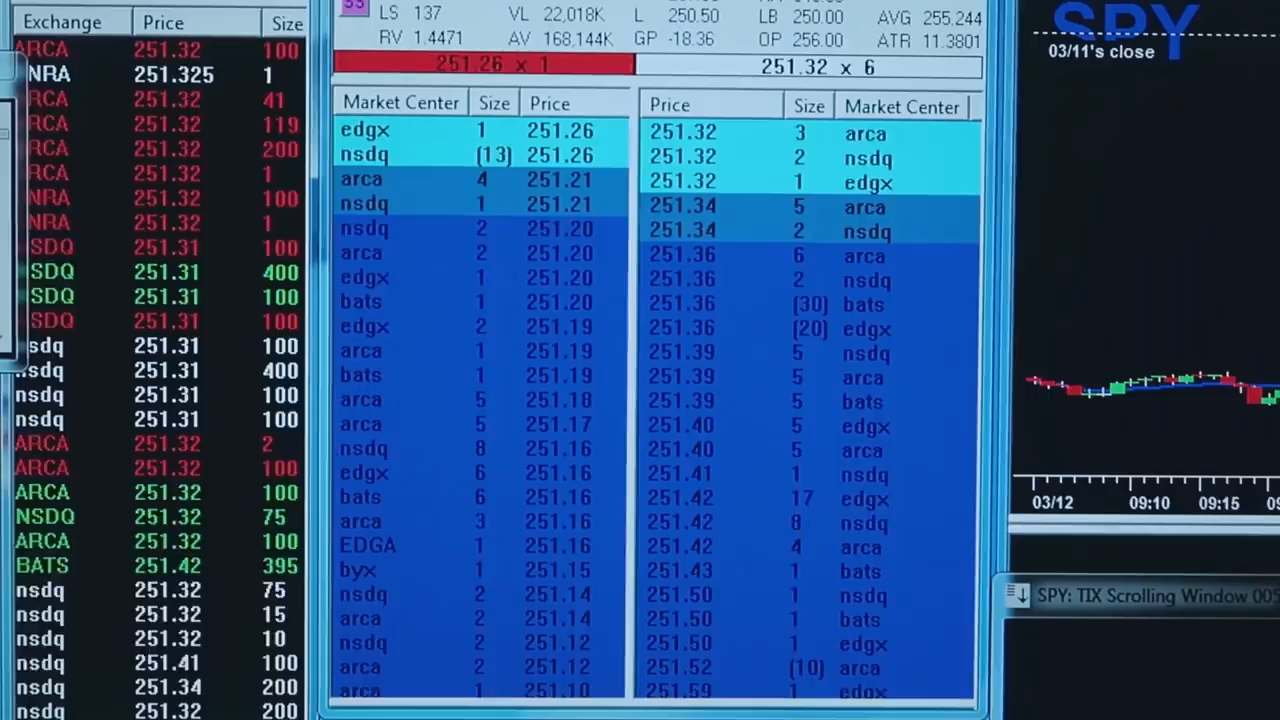 Exchange Price Size
ARCA 251.32 100
NRA 251.325 1
RCA 251.32 41
RCA 251.32 119
RCA 251.32 200
RCA 251.32 1
NRA 251.32 100
NRA 251.32 1
SDQ 251.31 100
SDQ 251.31 400
SDQ 251.31 100
SDQ 251.31 100
sdq 251.31 100
nsdq 251.31 400
nsdq 251.31 100
nsdq 251.31 100
ARCA 251.32 2
ARCA 251.32 100
ARCA 251.32 100
NSDQ 251.32 75
ARCA 251.32 100
BATS 251.42 395
nsdq 251.32 75
nsdq 251.32 15
nsdq 251.32 10
nsdq 251.41 100
nsdq 251.34 200
nsdq 251.32 200
LS 137 VL 22,018K L 250.50 LB 250.00 AVG 255.244
RV 1.4471 AV 168,144K GP -18.36 OP 256.00 ATR 11.3801
251.26 x 1 251.32 x 6
Market Center Size Price Price Size Market Center
edgx 1 251.26 251.32 3 arca
nsdq (13) 251.26 251.32 2 nsdq
arca 4 251.21 251.32 1 edgx
nsdq 1 251.21 251.34 5 arca
nsdq 2 251.20 251.34 2 nsdq
arca 2 251.20 251.36 6 arca
edgx 1 251.20 251.36 2 nsdq
bats 1 251.20 251.36 (30) bats
edgx 2 251.19 251.36 (20) edgx
arca 1 251.19 251.39 5 nsdq
bats 1 251.19 251.39 5 arca
arca 5 251.18 251.39 5 bats
arca 5 251.17 251.40 5 edgx
nsdq 8 251.16 251.40 5 arca
edgx 6 251.16 251.41 1 nsdq
bats 6 251.16 251.42 17 edgx
arca 3 251.16 251.42 8 nsdq
EDGA 1 251.16 251.42 4 arca
byx 1 251.15 251.43 1 bats
nsdq 2 251.14 251.50 1 nsdq
arca 2 251.14 251.50 1 bats
nsdq 2 251.12 251.50 1 edgx
arca 2 251.12 251.52 (10) arca
arca 1 251.10 251.59 1 edgx
SPY
03/11's close
03/12 09:10 09:15
SPY: TIX Scrolling Window 005